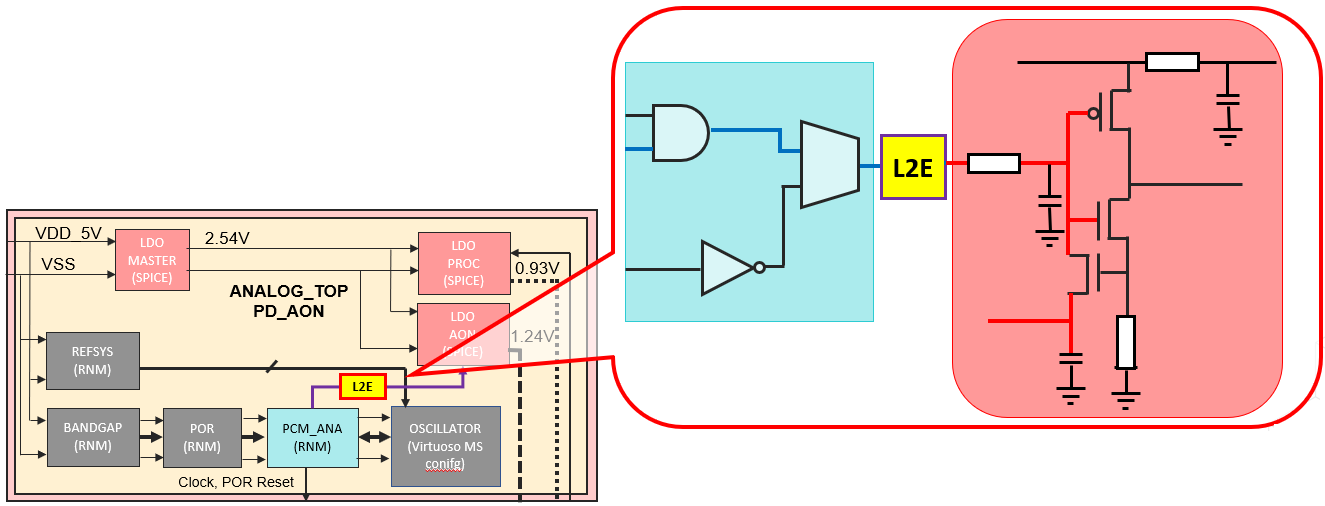 VDD_5V
VSS
LDO
MASTER
(SPICE)
2.54V
LDO
PROC
(SPICE)
0.93V
ANALOG_TOP
PD_AON
LDO
AON
(SPICE)
1.24V
REFSYS
(RNM)
L2E
BANDGAP
(RNM)
POR
(RNM)
PCM_ANA
(RNM)
OSCILLATOR
(Virtuoso MS
conifg)
Clock, POR Reset
L2E